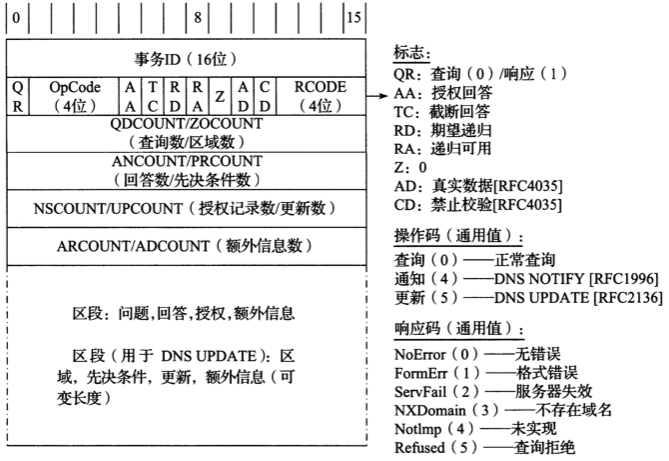 0 8 15
事务ID（16位）
QR OpCode（4位） AA TC RD RA Z AD CD RCODE（4位）
QDCOUNT/ZOCOUNT
（查询数/区域数）
ANCOUNT/PRCOUNT
（回答数/先决条件数）
NSCOUNT/UPCOUNT（授权记录数/更新数）
ARCOUNT/ADCOUNT（额外信息数）
区段：问题,回答,授权,额外信息
区段（用于 DNS UPDATE）：区
域，先决条件，更新，额外信息（可
变长度）
标志：
QR：查询（0）/响应（1）
AA：授权回答
TC：截断回答
RD：期望递归
RA：递归可用
Z：0
AD：真实数据[RFC4035]
CD：禁止校验[RFC4035]
操作码（通用值）：
查询（0）——正常查询
通知（4）——DNS NOTIFY [RFC1996]
更新（5）——DNS UPDATE [RFC2136]
响应码（通用值）：
NoError（0）——无错误
FormErr（1）——格式错误
ServFail（2）——服务器失效
NXDomain（3）——不存在域名
NotImp（4）——未实现
Refused（5）——查询拒绝